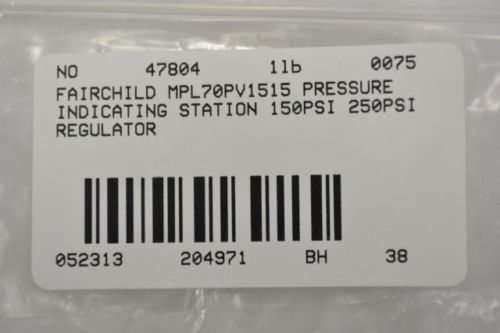 NO 47804 1lb 0075
FAIRCHILD MPL70PV1515 PRESSURE
INDICATING STATION 150PSI 250PSI
REGULATOR
052313 204971 BH 38